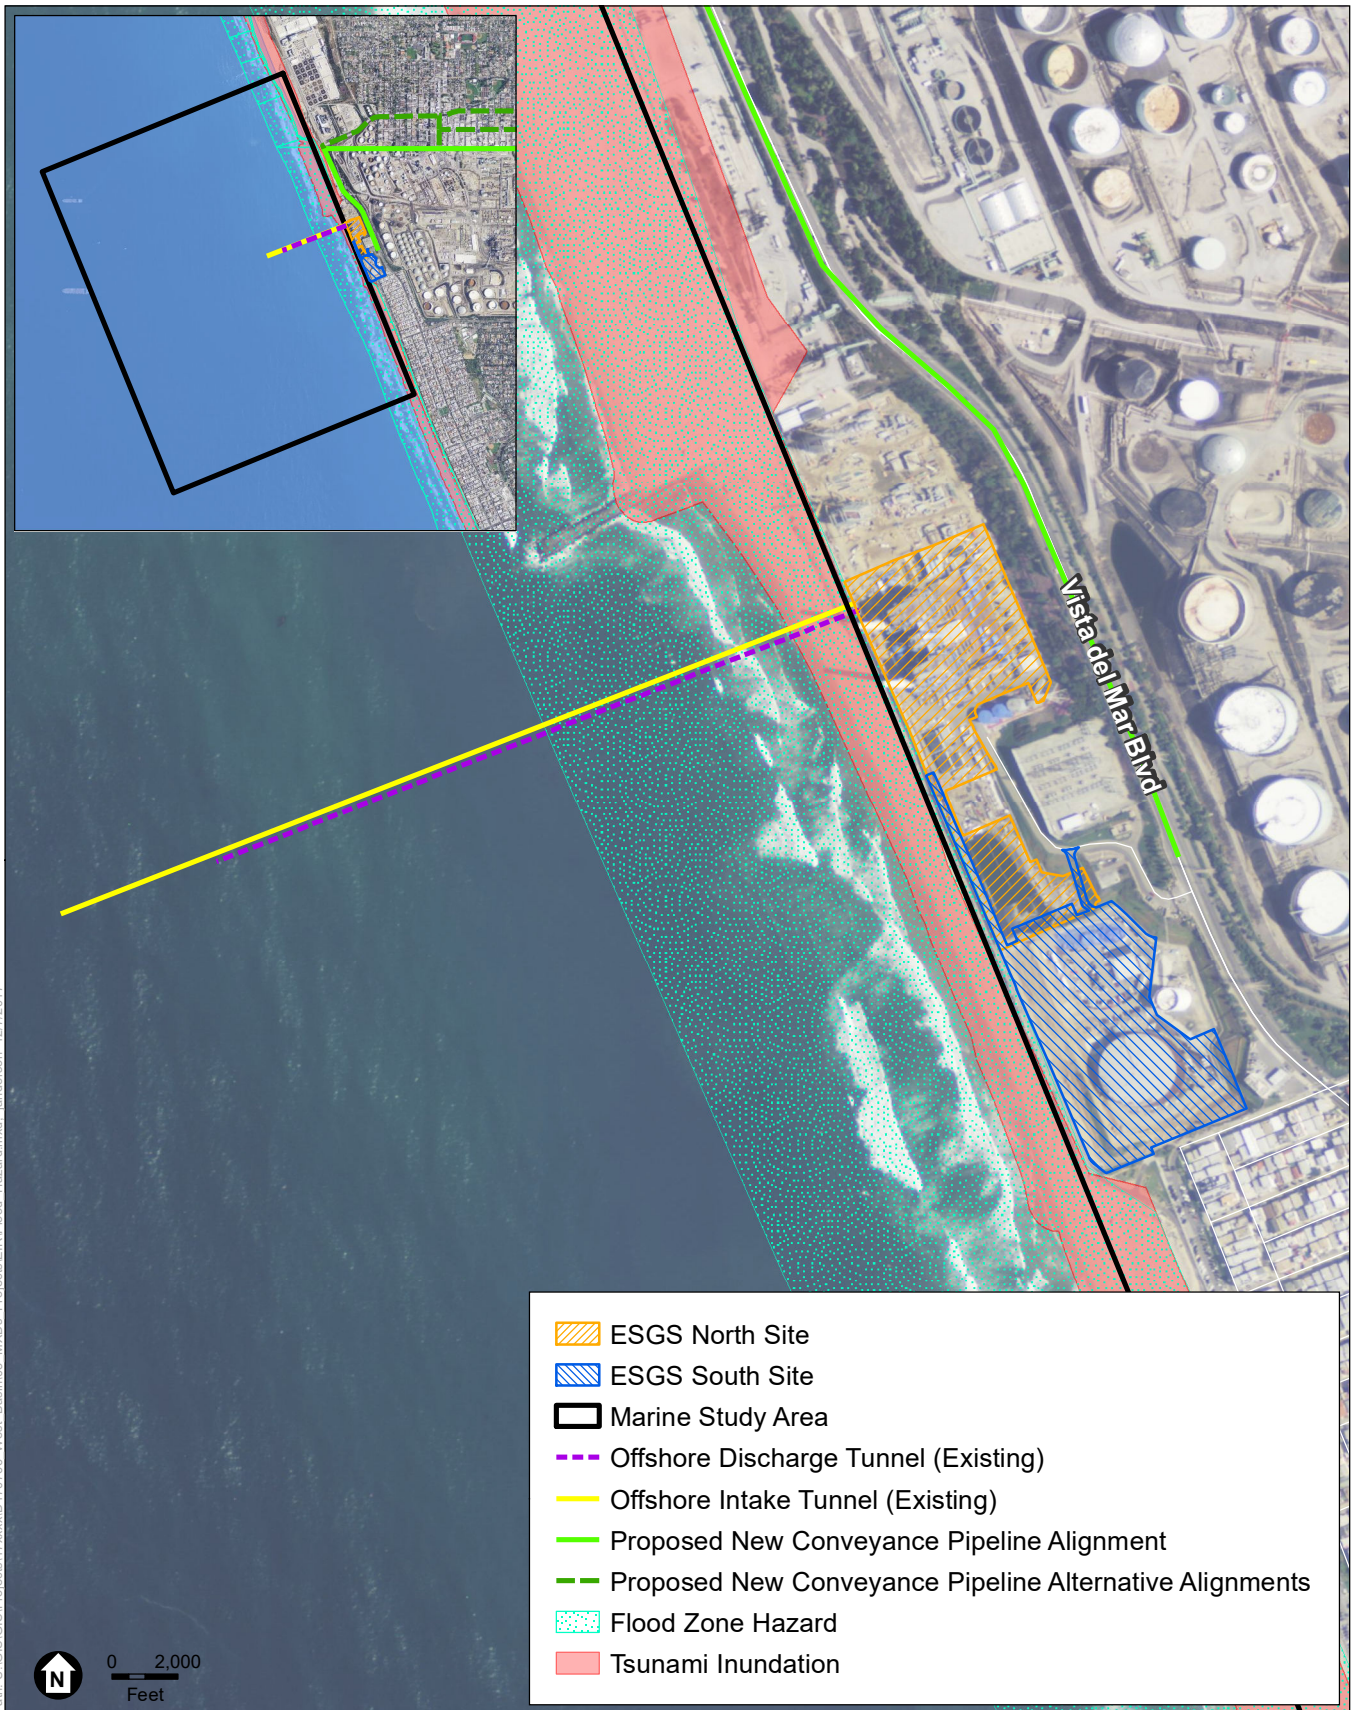 Vista del Mar Blvd
ESGS North Site
ESGS South Site
Marine Study Area
Offshore Discharge Tunnel (Existing)
Offshore Intake Tunnel (Existing)
Proposed New Conveyance Pipeline Alignment
Proposed New Conveyance Pipeline Alternative Alignments
Flood Zone Hazard
Tsunami Inundation
N
0 2,000
Feet